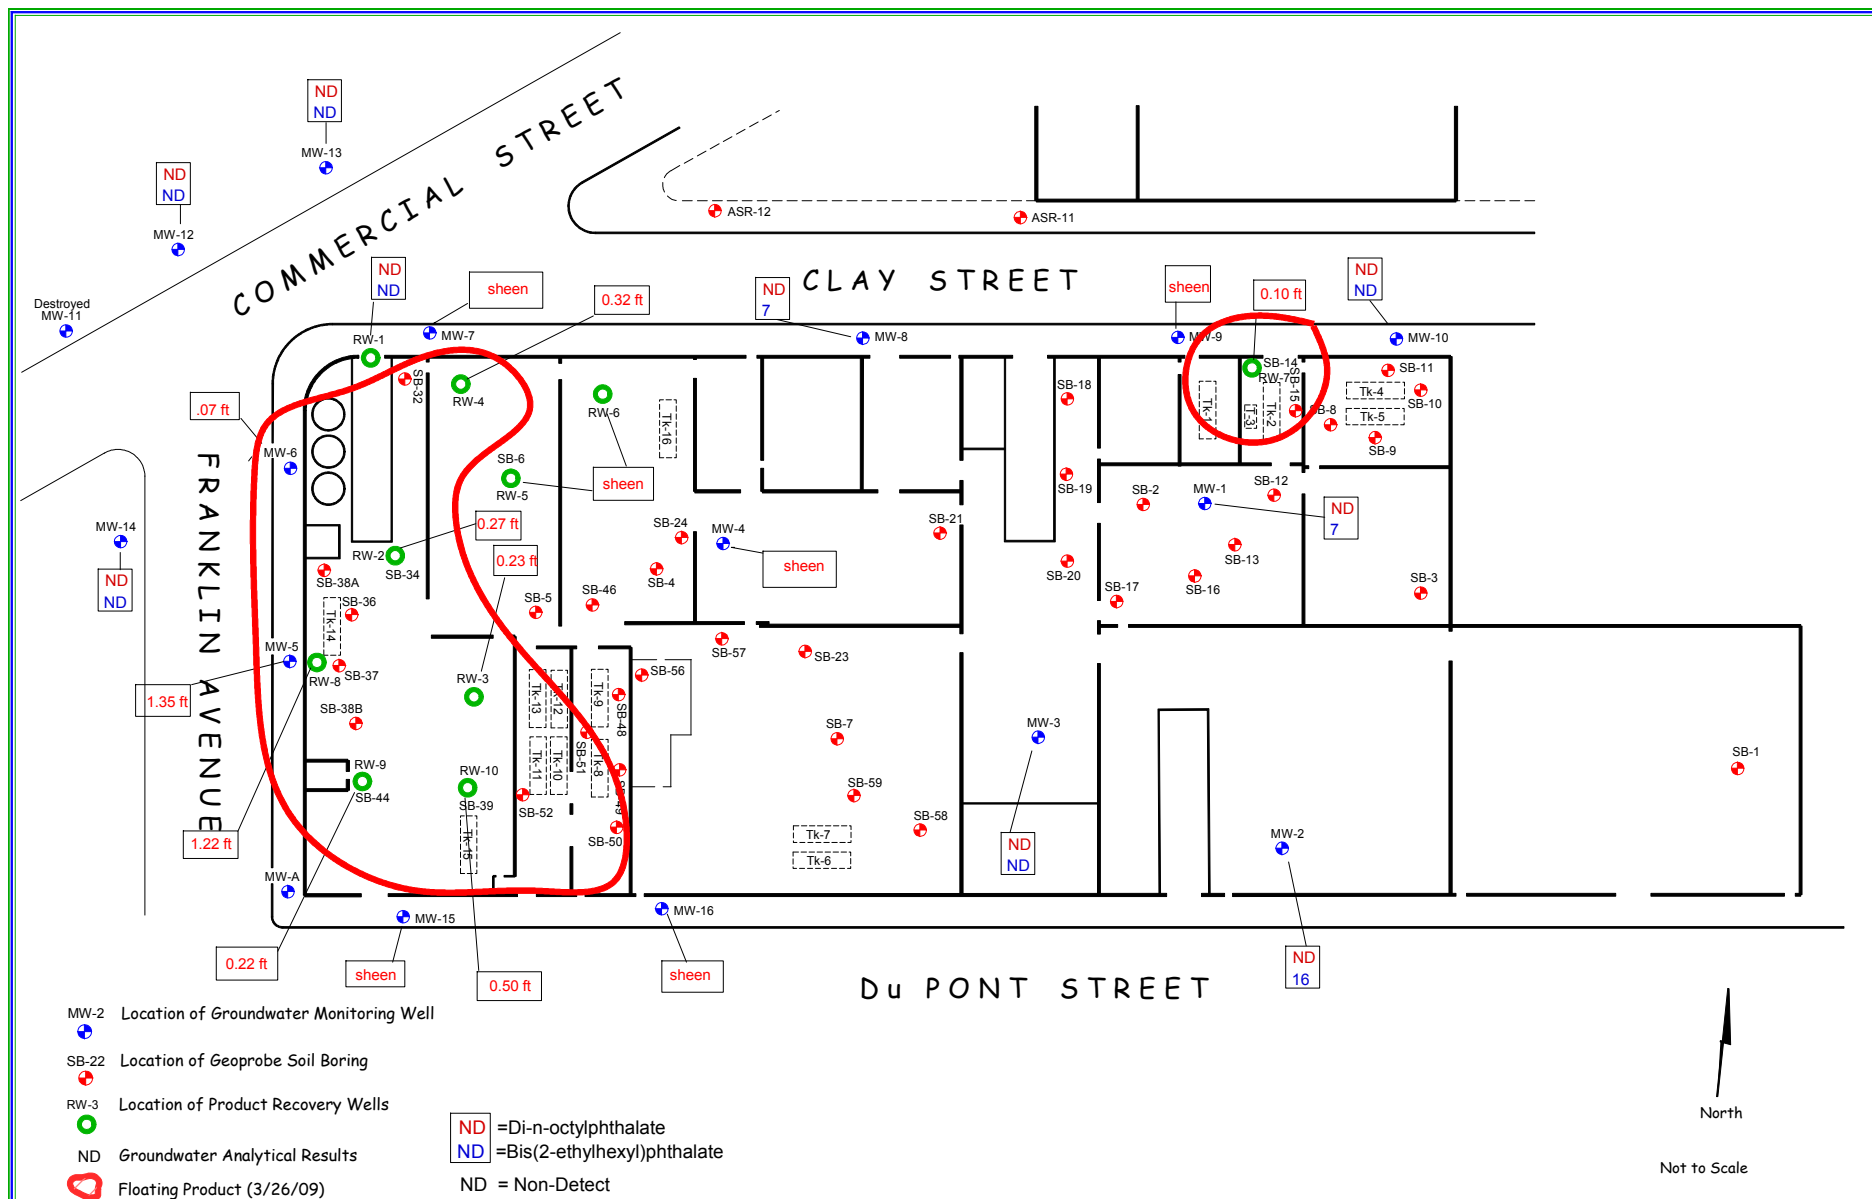 ND
ND
MW-13
ND
ND
MW-12
Destroyed
MW-11
COMMERCIAL STREET
ASR-12
ASR-11
CLAY STREET
ND
ND
RW-1
sheen
MW-7
0.32 ft
RW-4
ND
7
MW-8
sheen
MW-9
0.10 ft
ND
ND
MW-10
SB-32
RW-6
Tk-16
SB-18
SB-14
RW-7
SB-15
Tk-1
T-3
Tk-2
SB-8
Tk-4
Tk-5
SB-11
SB-10
SB-9
.07 ft
MW-6
FRANKLIN AVENUE
SB-6
RW-5
sheen
SB-19
SB-2
MW-1
SB-12
ND
7
MW-14
ND
ND
0.27 ft
RW-2
SB-34
0.23 ft
SB-24
MW-4
sheen
SB-21
SB-4
SB-46
SB-5
SB-20
SB-17
SB-16
SB-13
SB-3
SB-38A
SB-36
Tk-14
MW-5
RW-8
SB-37
1.35 ft
SB-38B
RW-3
SB-57
SB-23
SB-56
Tk-13
Tk-12
Tk-9
SB-48
Tk-11
Tk-10
SB-51
Tk-8
SB-49
SB-7
MW-3
SB-1
RW-9
SB-44
RW-10
SB-39
Tk-15
SB-52
SB-50
SB-59
SB-58
Tk-7
Tk-6
ND
ND
MW-2
1.22 ft
MW-A
MW-15
MW-16
0.22 ft
sheen
0.50 ft
sheen
Du PONT STREET
ND
16
MW-2 Location of Groundwater Monitoring Well
SB-22 Location of Geoprobe Soil Boring
RW-3 Location of Product Recovery Wells
ND Groundwater Analytical Results
Floating Product (3/26/09)
ND =Di-n-octylphthalate
ND =Bis(2-ethylhexyl)phthalate
ND = Non-Detect
North
Not to Scale